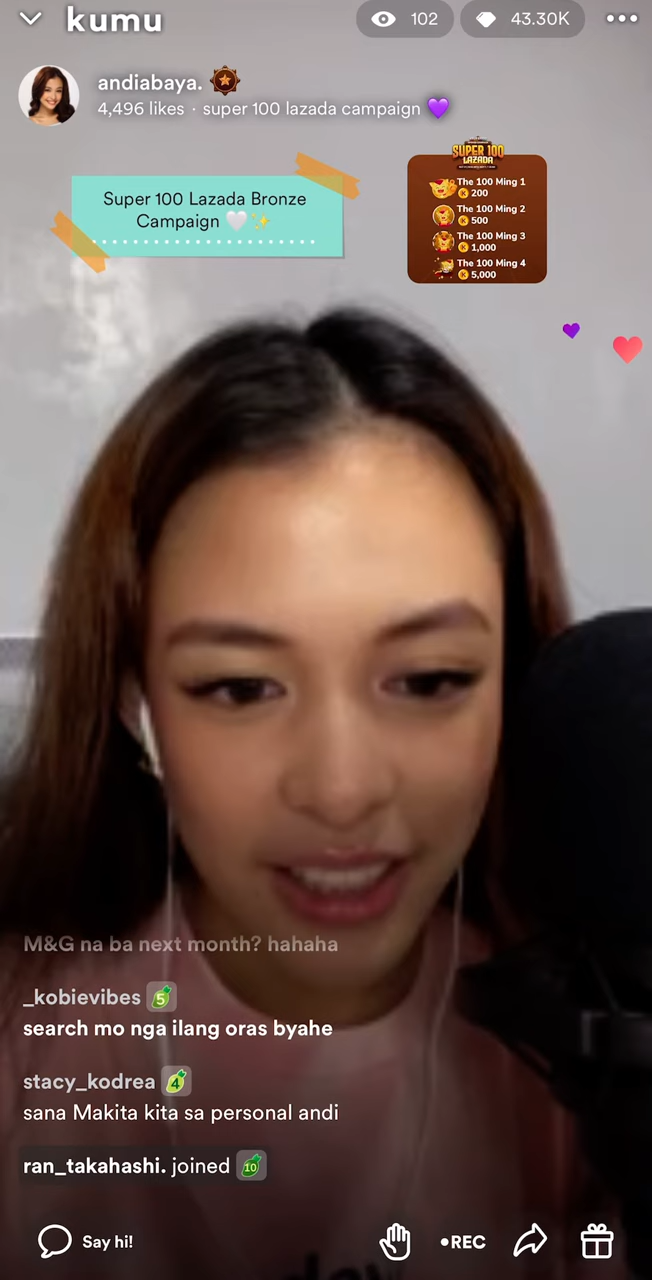 kumu
102
43.30K
andiabaya.
4,496 likes · super 100 lazada campaign 💜
Super 100 Lazada Bronze
Campaign 🤍✨
SUPER 100
LAZADA
The 100 Ming 1
K 200
The 100 Ming 2
K 500
The 100 Ming 3
K 1,000
The 100 Ming 4
K 5,000
M&G na ba next month? hahaha
_kobievibes 5
search mo nga ilang oras byahe
stacy_kodrea 4
sana Makita kita sa personal andi
ran_takahashi. joined 10
Say hi!
•REC